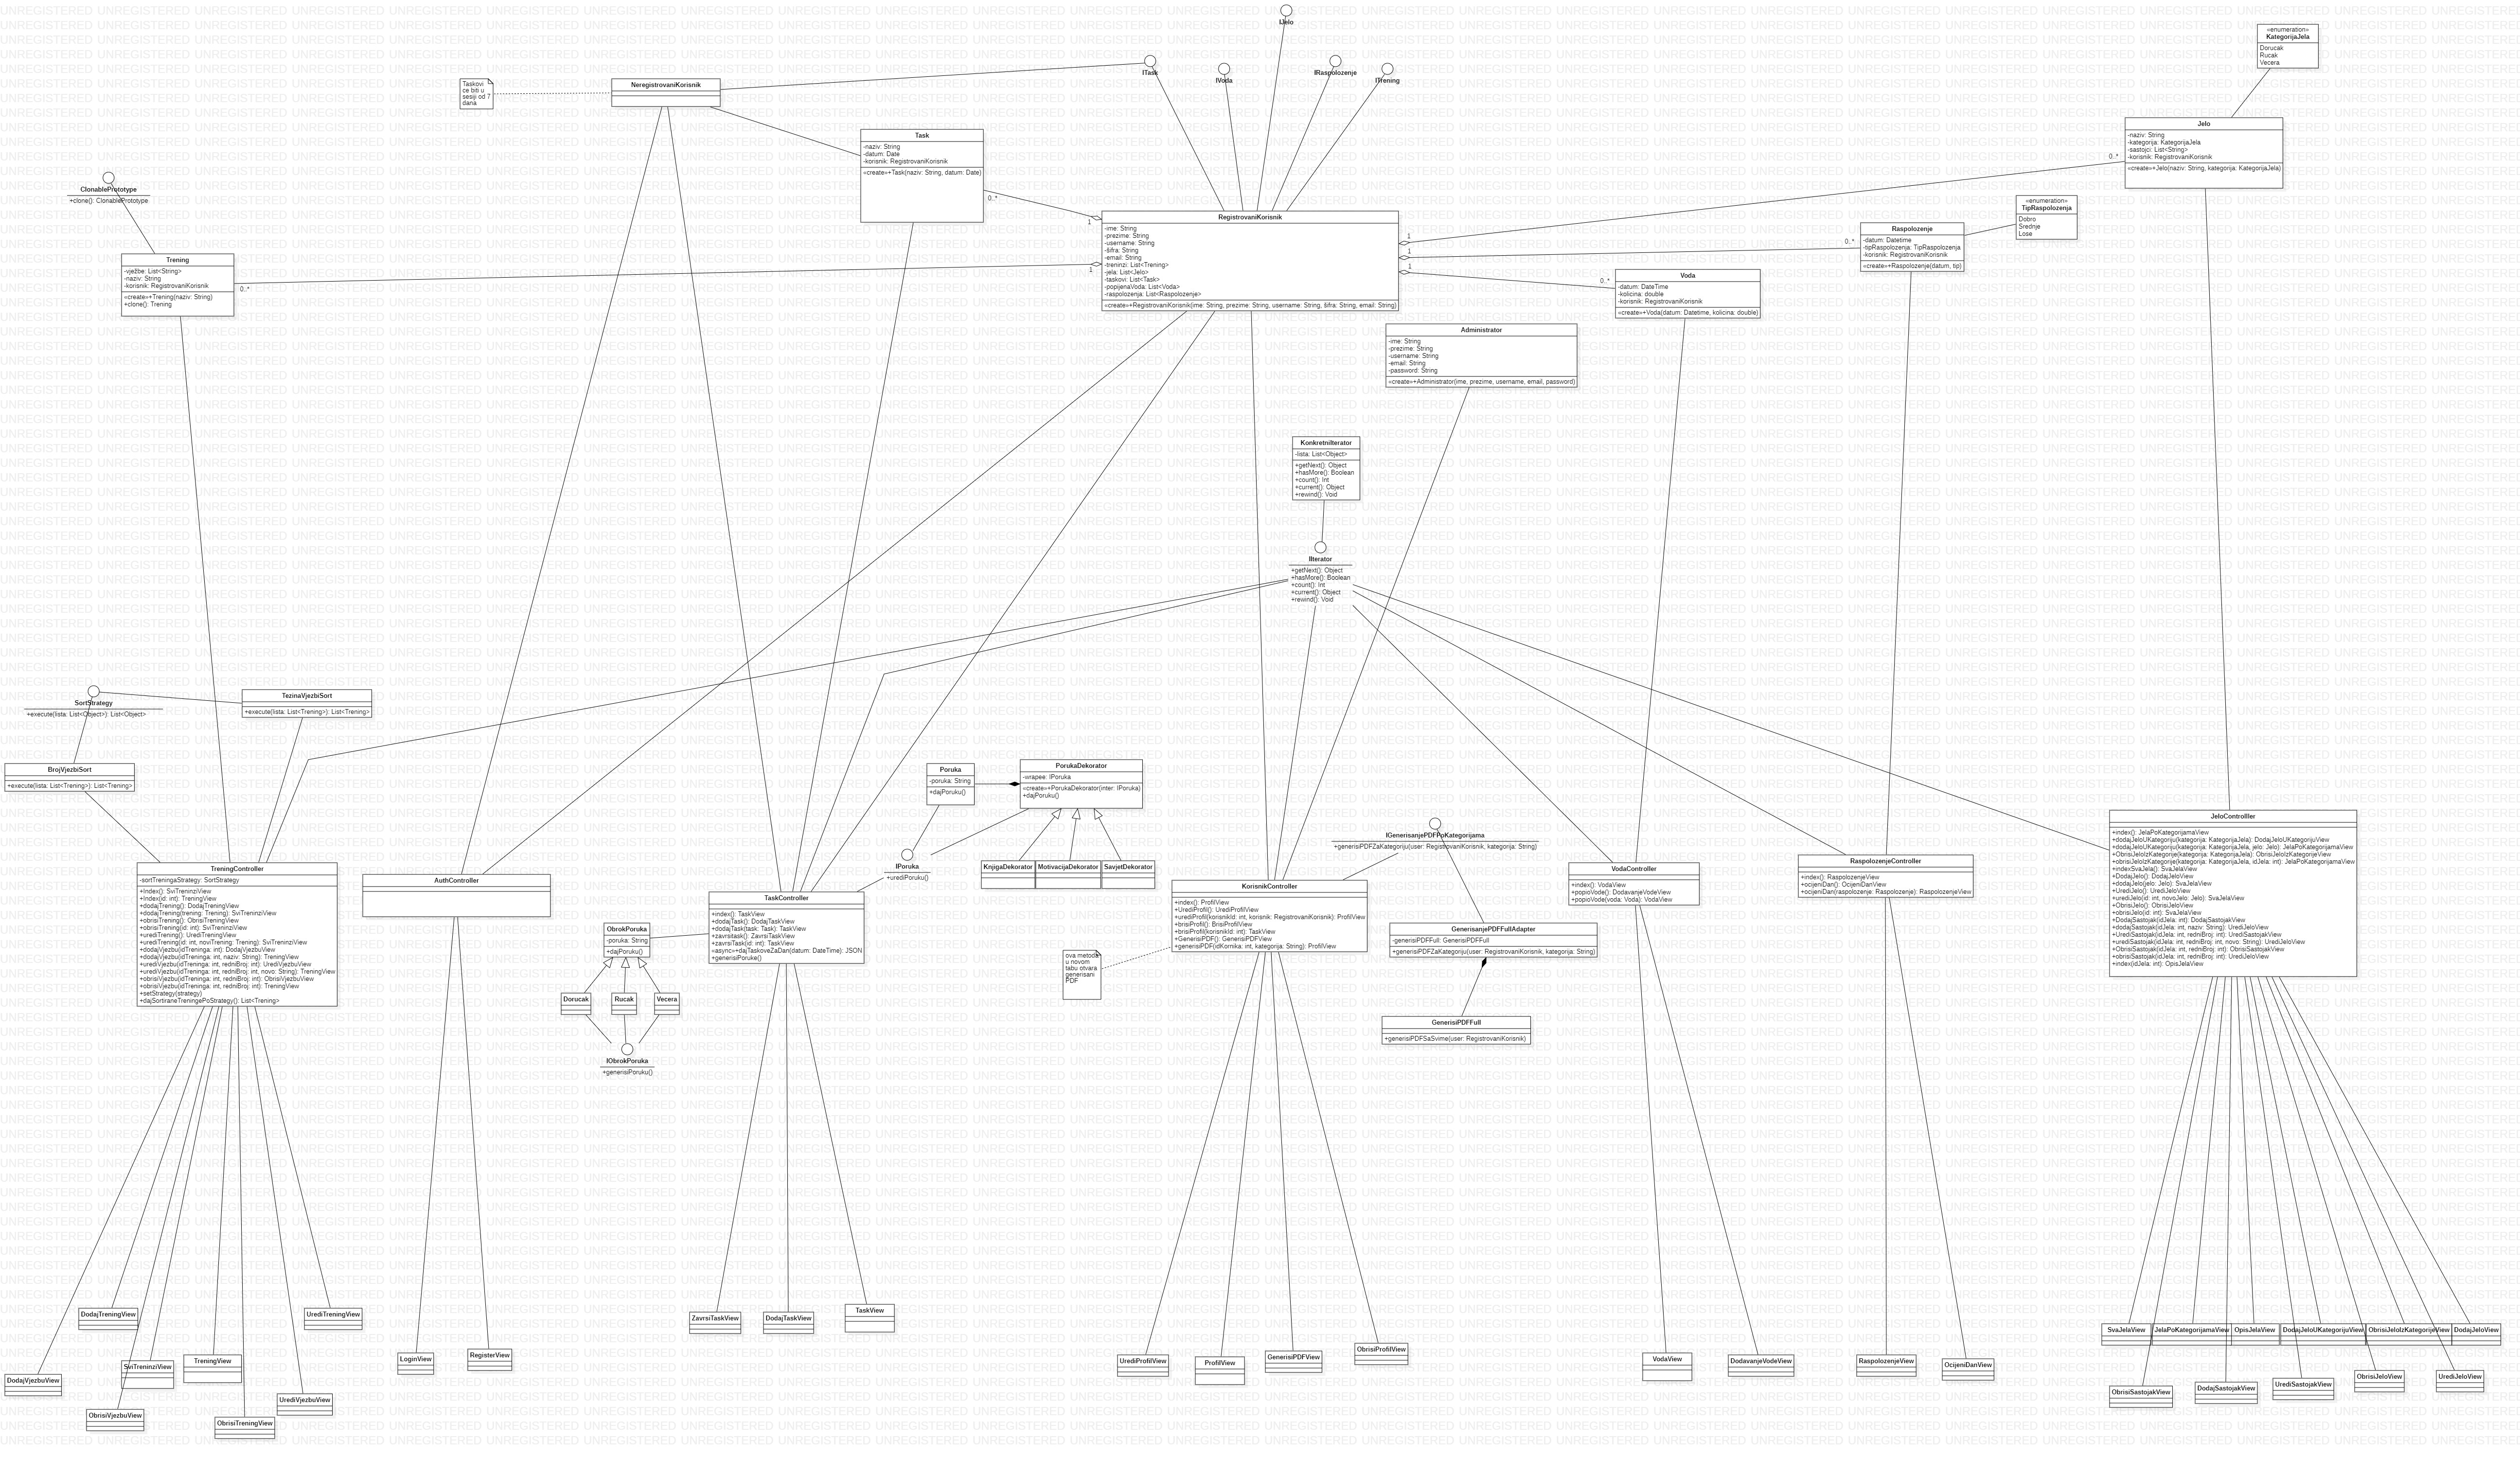 IJelo
ITask
IVoda
IRaspolozenje
ITrening
«enumeration»
KategorijaJela
Dorucak
Rucak
Vecera
Taskovi
ce biti u
sesiji od 7
dana
NeregistrovaniKorisnik
Task
-naziv: String
-datum: Date
-korisnik: RegistrovaniKorisnik
«create»+Task(naziv: String, datum: Date)
0..*
1
Jelo
-naziv: String
-kategorija: KategorijaJela
-sastojci: List<String>
-korisnik: RegistrovaniKorisnik
«create»+Jelo(naziv: String, kategorija: KategorijaJela)
0..*
1
ClonablePrototype
+clone(): ClonablePrototype
«enumeration»
TipRaspolozenja
Dobro
Srednje
Lose
RegistrovaniKorisnik
-ime: String
-prezime: String
-username: String
-šifra: String
-email: String
-treninzi: List<Trening>
-jela: List<Jelo>
-taskovi: List<Task>
-popijenaVoda: List<Voda>
-raspolozenja: List<Raspolozenje>
«create»+RegistrovaniKorisnik(ime: String, prezime: String, username: String, šifra: String, email: String)
Raspolozenje
-datum: Datetime
-tipRaspolozenja: TipRaspolozenja
-korisnik: RegistrovaniKorisnik
«create»+Raspolozenje(datum, tip)
0..*
1
Trening
-vježbe: List<String>
-naziv: String
-korisnik: RegistrovaniKorisnik
«create»+Trening(naziv: String)
+clone(): Trening
0..*
1
Voda
-datum: DateTime
-kolicina: double
-korisnik: RegistrovaniKorisnik
«create»+Voda(datum: Datetime, kolicina: double)
0..*
1
Administrator
-ime: String
-prezime: String
-username: String
-email: String
-password: String
«create»+Administrator(ime, prezime, username, email, password)
KonkretniIterator
-lista: List<Object>
+getNext(): Object
+hasMore(): Boolean
+count(): Int
+current(): Object
+rewind(): Void
IIterator
+getNext(): Object
+hasMore(): Boolean
+count(): Int
+current(): Object
+rewind(): Void
SortStrategy
+execute(lista: List<Object>): List<Object>
TezinaVjezbiSort
+execute(lista: List<Trening>): List<Trening>
BrojVjezbiSort
+execute(lista: List<Trening>): List<Trening>
Poruka
-poruka: String
+dajPoruku()
PorukaDekorator
-wrapee: IPoruka
«create»+PorukaDekorator(inter: IPoruka)
+dajPoruku()
KnjigaDekorator
MotivacijaDekorator
SavjetDekorator
IPoruka
+urediPoruku()
IGenerisanjePDFPoKategorijama
+generisiPDFZaKategoriju(user: RegistrovaniKorisnik, kategorija: String)
TreningController
-sortTreningaStrategy: SortStrategy
+Index(): SviTreninziView
+Index(id: int): TreningView
+dodajTrening(): DodajTreningView
+dodajTrening(trening: Trening): SviTreninziView
+obrisiTrening(): ObrisiTreningView
+obrisiTrening(id: int): SviTreninziView
+urediTrening(): UrediTreningView
+urediTrening(id: int, noviTrening: Trening): SviTreninziView
+dodajVjezbu(idTreninga: int): DodajVjezbuView
+dodajVjezbu(idTreninga: int, naziv: String): TreningView
+urediVjezbu(idTreninga: int, redniBroj: int): UrediVjezbuView
+urediVjezbu(idTreninga: int, redniBroj: int, novo: String): TreningView
+obrisiVjezbu(idTreninga: int, redniBroj: int): ObrisiVjezbuView
+obrisiVjezbu(idTreninga: int, redniBroj: int): TreningView
+setStrategy(strategy)
+dajSortiraneTreningePoStrategy(): List<Trening>
AuthController
TaskController
+index(): TaskView
+dodajTask(): DodajTaskView
+dodajTask(task: Task): TaskView
+zavrsitask(): ZavrsiTaskView
+zavrsiTask(id: int): TaskView
«async»+dajTaskoveZaDan(datum: DateTime): JSON
+generisiPoruke()
ObrokPoruka
-poruka: String
+dajPoruku()
Dorucak
Rucak
Vecera
IObrokPoruka
+generisiPoruku()
KorisnikController
+index(): ProfilView
+UrediProfil(): UrediProfilView
+urediProfil(korisnikId: int, korisnik: RegistrovaniKorisnik): ProfilView
+brisProfil(): BrisProfilView
+brisiProfil(korisnikId: int): TaskView
+GenerisiPDF(): GenerisiPDFView
+generisiPDF(idKornika: int, kategorija: String): ProfilView
ova metoda
u novom
tabu otvara
generisani
PDF
GenerisanjePDFFullAdapter
-generisiPDFFull: GenerisiPDFFull
+generisiPDFZaKategoriju(user: RegistrovaniKorisnik, kategorija: String)
GenerisiPDFFull
+generisiPDFSaSvime(user: RegistrovaniKorisnik)
VodaController
+index(): VodaView
+popioVode(): DodavanjeVodeView
+popioVode(voda: Voda): VodaView
RaspolozenjeController
+index(): RaspolozenjeView
+ocijeniDan(): OcijeniDanView
+ocijeniDan(raspolozenje: Raspolozenje): RaspolozenjeView
JeloControlller
+index(): JelaPoKategorijamaView
+dodajJeloUKategoriju(kategorija: KategorijaJela): DodajJeloUKategorijuView
+dodajJeloUKategoriju(kategorija: KategorijaJela, jelo: Jelo): JelaPoKategorijamaView
+ObrisiJeloIzKategorije(kategorija: KategorijaJela): ObrisiJeloIzKategorijeView
+obrisiJeloIzKategorije(kategorija: KategorijaJela, idJela: int): JelaPoKategorijamaView
+indexSvaJela(): SvaJelaView
+DodajJelo(): DodajJeloView
+dodajJelo(jelo: Jelo): SvaJelaView
+UrediJelo(): UrediJeloView
+urediJelo(id: int, novoJelo: Jelo): SvaJelaView
+ObrisiJelo(): ObrisiJeloView
+obrisiJelo(id: int): SvaJelaView
+DodajSastojak(idJela: int): DodajSastojakView
+dodajSastojak(idJela: int, naziv: String): UrediJeloView
+UrediSastojak(idJela: int, redniBroj: int): UrediSastojakView
+urediSastojak(idJela: int, redniBroj: int, novo: String): UrediJeloView
+ObrisiSastojak(idJela: int, redniBroj: int): ObrisiSastojakView
+obrisiSastojak(idJela: int, redniBroj: int): UrediJeloView
+index(idJela: int): OpisJelaView
DodajTreningView
UrediTreningView
SviTreninziView
TreningView
DodajVjezbuView
UrediVjezbuView
ObrisiVjezbuView
ObrisiTreningView
LoginView
RegisterView
ZavrsiTaskView
DodajTaskView
TaskView
UrediProfilView
ProfilView
GenerisiPDFView
ObrisiProfilView
VodaView
DodavanjeVodeView
RaspolozenjeView
OcijeniDanView
SvaJelaView
JelaPoKategorijamaView
OpisJelaView
DodajJeloUKategorijuView
ObrisiJeloIzKategorijeView
DodajJeloView
ObrisiSastojakView
DodajSastojakView
UrediSastojakView
ObrisiJeloView
UrediJeloView